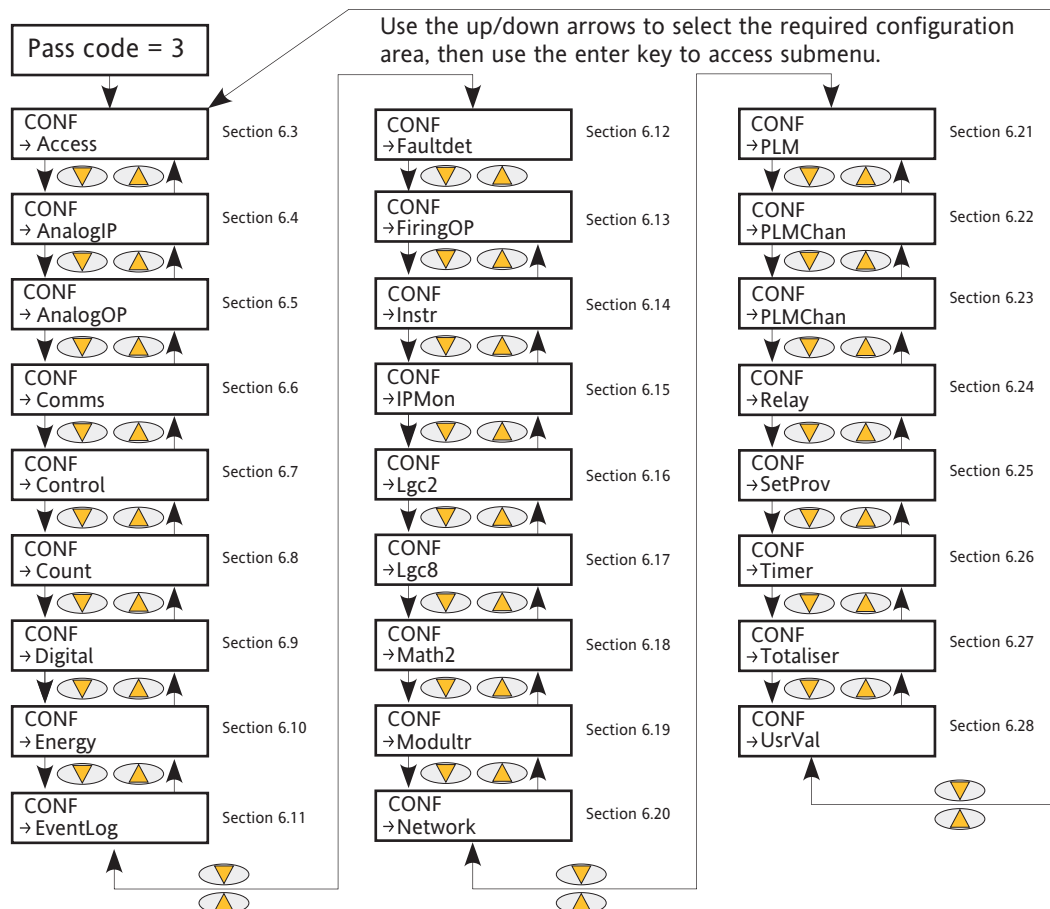 Use the up/down arrows to select the required configuration
area, then use the enter key to access submenu.
Pass code = 3
CONF
→Access
Section 6.3
CONF
→AnalogIP
Section 6.4
CONF
→AnalogOP
Section 6.5
CONF
→Comms
Section 6.6
CONF
→Control
Section 6.7
CONF
→Count
Section 6.8
CONF
→Digital
Section 6.9
CONF
→Energy
Section 6.10
CONF
→EventLog
Section 6.11
CONF
→Faultdet
Section 6.12
CONF
→FiringOP
Section 6.13
CONF
→Instr
Section 6.14
CONF
→IPMon
Section 6.15
CONF
→Lgc2
Section 6.16
CONF
→Lgc8
Section 6.17
CONF
→Math2
Section 6.18
CONF
→Modultr
Section 6.19
CONF
→Network
Section 6.20
CONF
→PLM
Section 6.21
CONF
→PLMChan
Section 6.22
CONF
→PLMChan
Section 6.23
CONF
→Relay
Section 6.24
CONF
→SetProv
Section 6.25
CONF
→Timer
Section 6.26
CONF
→Totaliser
Section 6.27
CONF
→UsrVal
Section 6.28